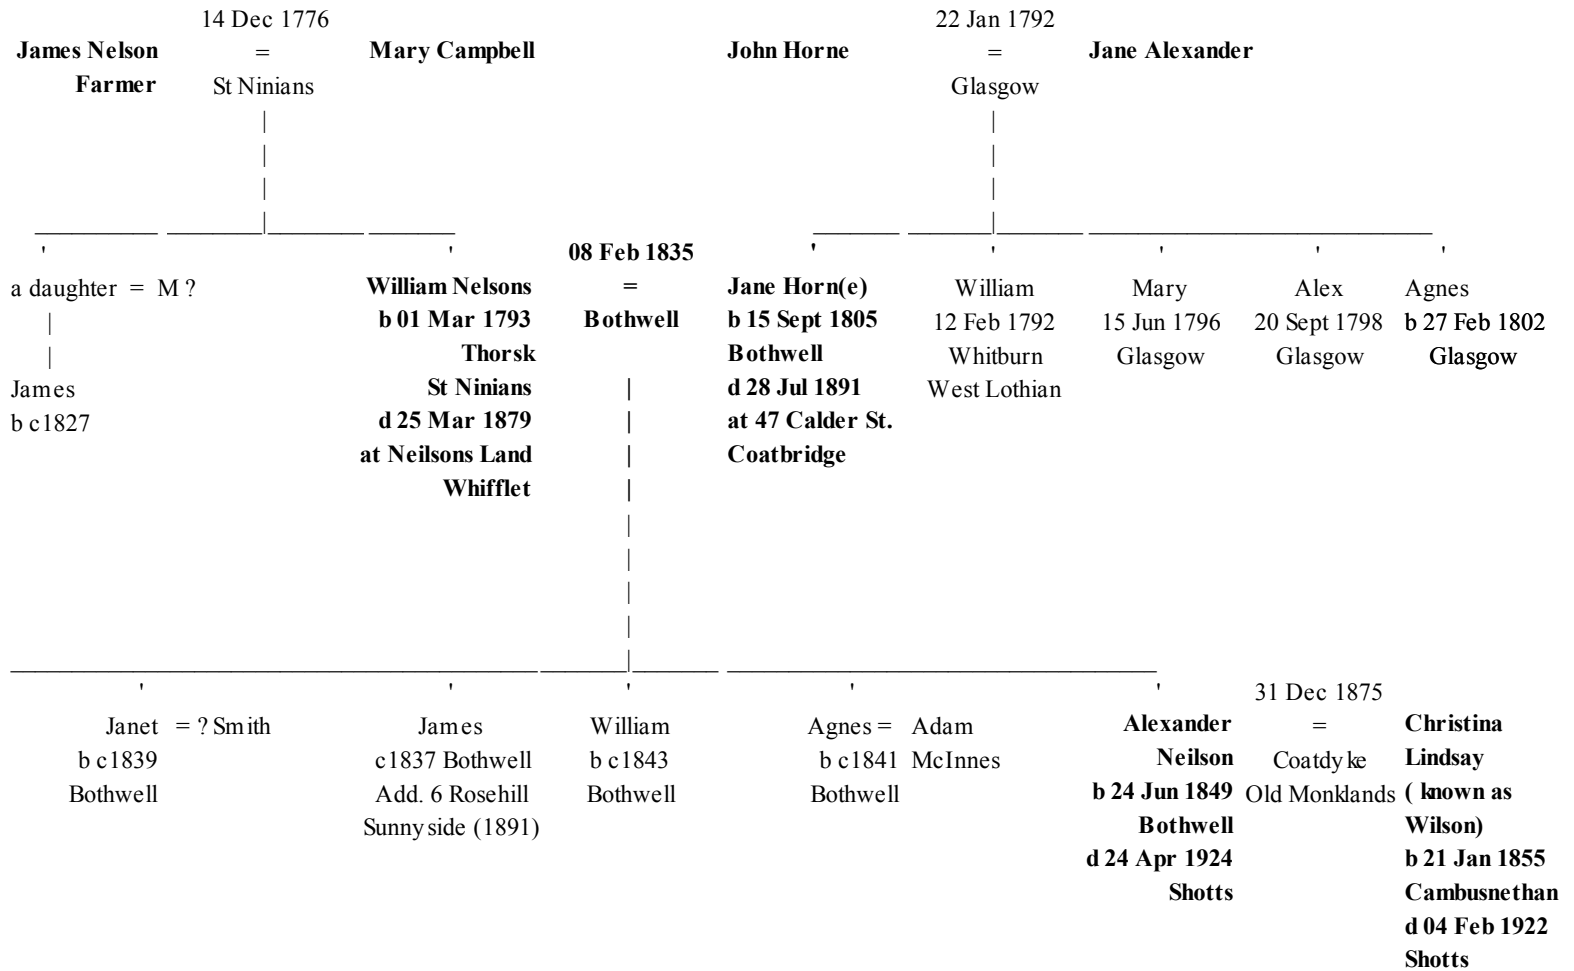 14 Dec 1776 22 Jan 1792
James Nelson = Mary Campbell John Horne = Jane Alexander
Farmer St Ninians Glasgow
08 Feb 1835
a daughter = M ? William Nelsons = Jane Horn(e) William Mary Alex Agnes
b 01 Mar 1793 Bothwell b 15 Sept 1805 12 Feb 1792 15 Jun 1796 20 Sept 1798 b 27 Feb 1802
Thorsk Bothwell Whitburn Glasgow Glasgow Glasgow
James St Ninians d 28 Jul 1891 West Lothian
b c1827 d 25 Mar 1879 at 47 Calder St.
at Neilsons Land Coatbridge
Whifflet
31 Dec 1875
Janet = ? Smith James William Agnes = Adam Alexander = Christina
b c1839 c1837 Bothwell b c1843 b c1841 McInnes Neilson Coatdyke Lindsay
Bothwell Add. 6 Rosehill Bothwell Bothwell b 24 Jun 1849 Old Monklands ( known as
Sunnyside (1891) Bothwell Wilson)
d 24 Apr 1924 b 21 Jan 1855
Shotts Cambusnethan
d 04 Feb 1922
Shotts